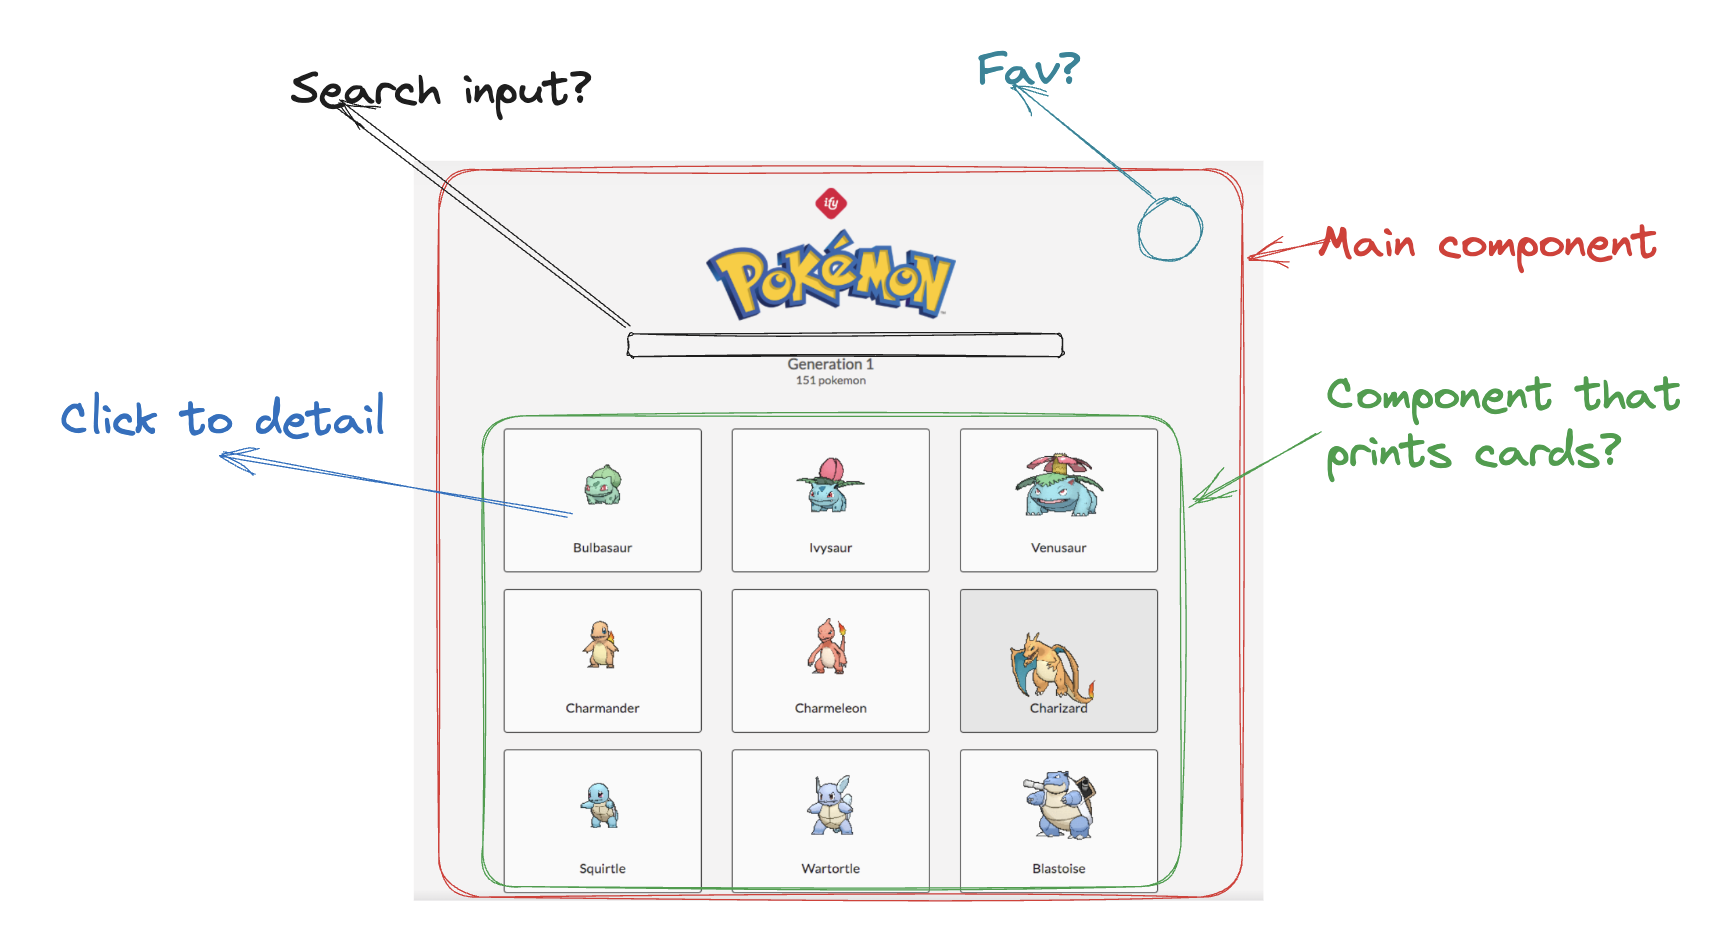 Fav?
Search input?
ify
Main component
POKéMON
TM
Generation 1
151 pokemon
Click to detail
Component that
prints cards?
Bulbasaur
Ivysaur
Venusaur
Charmander
Charmeleon
Charizard
Squirtle
Wartortle
Blastoise